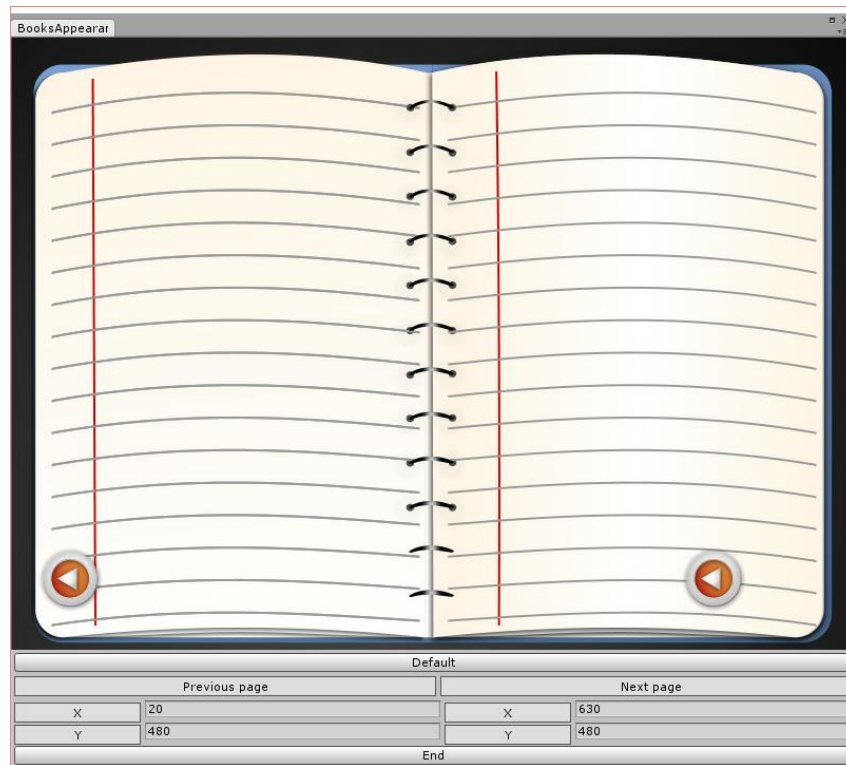 BooksAppearar
Default
Previous page Next page
X 20 X 630
Y 480 Y 480
End